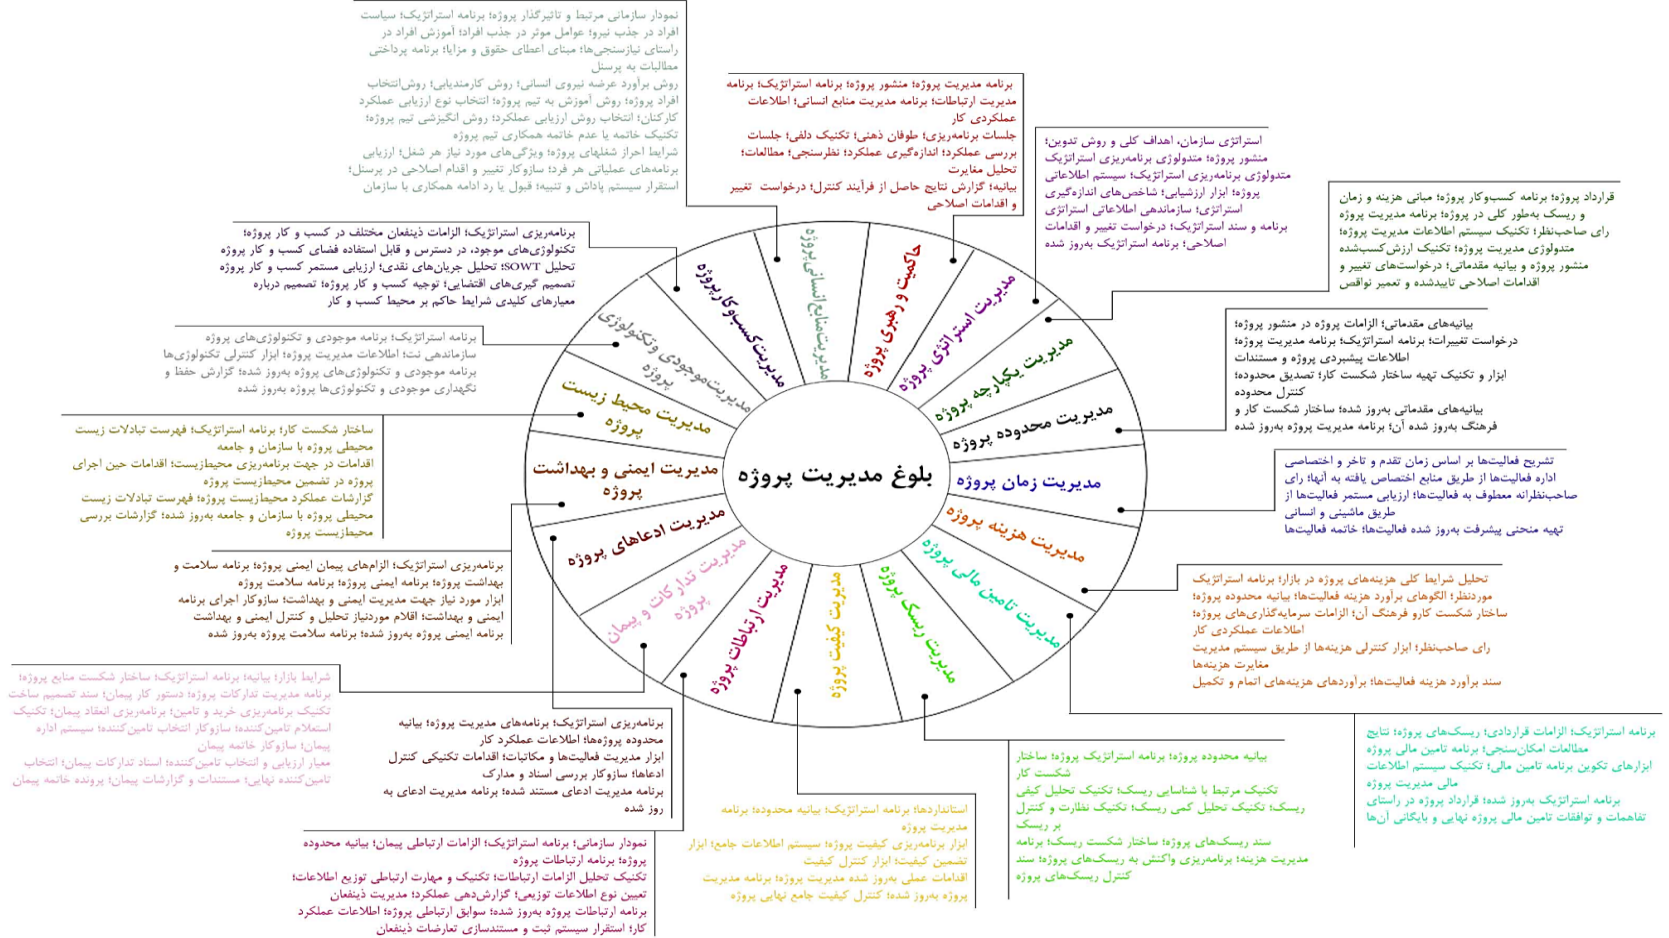 نمودار سازمانی مرتبط و تاثیرگذار پروژه؛ برنامه استراتژیک؛ سیاست
افراد در جذب نیرو؛ عوامل موثر در جذب افراد؛ آموزش افراد در
راستای نیازسنجی‌ها؛ مبنای اعطای حقوق و مزایا؛ برنامه پرداختی
مطالبات به پرسنل
روش برآورد عرضه نیروی انسانی؛ روش کارمندیابی؛ روش‌انتخاب
افراد پروژه؛ روش آموزش به تیم پروژه؛ انتخاب نوع ارزیابی عملکرد
کارکنان؛ انتخاب روش ارزیابی عملکرد؛ روش انگیزشی تیم پروژه؛
تکنیک خاتمه یا عدم خاتمه همکاری تیم پروژه
شرایط احراز شغلهای پروژه؛ ویژگی‌های مورد نیاز هر شغل؛ ارزیابی
برنامه‌های عملیاتی هر فرد؛ سازوکار تغییر و اقدام اصلاحی در پرسنل؛
استقرار سیستم پاداش و تنبیه؛ قبول یا رد ادامه همکاری با سازمان
برنامه مدیریت پروژه؛ منشور پروژه؛ برنامه استراتژیک؛ برنامه
مدیریت ارتباطات؛ برنامه مدیریت منابع انسانی؛ اطلاعات
عملکردی کار
جلسات برنامه‌ریزی؛ طوفان ذهنی؛ تکنیک دلفی؛ جلسات
بررسی عملکرد؛ اندازه‌گیری عملکرد؛ نظرسنجی؛ مطالعات؛
تحلیل مغایرت
بیانیه؛ گزارش نتایج حاصل از فرآیند کنترل؛ درخواست تغییر
و اقدامات اصلاحی
استراتژی سازمان، اهداف کلی و روش تدوین؛
منشور پروژه؛ متدولوژی برنامه‌ریزی استراتژیک
متدولوژی برنامه‌ریزی استراتژیک؛ سیستم اطلاعاتی
پروژه؛ ابزار ارزشیابی؛ شاخص‌های اندازه‌گیری
استراتژی؛ سازماندهی اطلاعاتی استراتژی
برنامه و سند استراتژیک؛ درخواست تغییر و اقدامات
اصلاحی؛ برنامه استراتژیک به‌روز شده
قرارداد پروژه؛ برنامه کسب‌وکار پروژه؛ مبانی هزینه و زمان
و ریسک به‌طور کلی در پروژه؛ برنامه مدیریت پروژه
رای صاحب‌نظر؛ تکنیک سیستم اطلاعات مدیریت پروژه؛
متدولوژی مدیریت پروژه؛ تکنیک ارزش‌کسب‌شده
منشور پروژه و بیانیه مقدماتی؛ درخواست‌های تغییر و
اقدامات اصلاحی تاییدشده و تعمیر نواقص
بیانیه‌های مقدماتی؛ الزامات پروژه در منشور پروژه؛
درخواست تغییرات؛ برنامه استراتژیک؛ برنامه مدیریت پروژه؛
اطلاعات پیشبردی پروژه و مستندات
ابزار و تکنیک تهیه ساختار شکست کار؛ تصدیق محدوده؛
کنترل محدوده
بیانیه‌های مقدماتی به‌روز شده؛ ساختار شکست کار و
فرهنگ به‌روز شده آن؛ برنامه مدیریت پروژه به‌روز شده
تشریح فعالیت‌ها بر اساس زمان تقدم و تاخر و اختصاصی
اداره فعالیت‌ها از طریق منابع اختصاص یافته به آنها؛ رای
صاحب‌نظرانه معطوف به فعالیت‌ها؛ ارزیابی مستمر فعالیت‌ها از
طریق ماشینی و انسانی
تهیه منحنی پیشرفت به‌روز شده فعالیت‌ها؛ خاتمه فعالیت‌ها
تحلیل شرایط کلی هزینه‌های پروژه در بازار؛ برنامه استراتژیک
موردنظر؛ الگوهای برآورد هزینه فعالیت‌ها؛ بیانیه محدوده پروژه؛
ساختار شکست کارو فرهنگ آن؛ الزامات سرمایه‌گذاری‌های پروژه؛
اطلاعات عملکردی کار
رای صاحب‌نظر؛ ابزار کنترلی هزینه‌ها از طریق سیستم مدیریت
مغایرت هزینه‌ها
سند برآورد هزینه فعالیت‌ها؛ برآوردهای هزینه‌های اتمام و تکمیل
برنامه استراتژیک؛ الزامات قراردادی؛ ریسک‌های پروژه؛ نتایج
مطالعات امکان‌سنجی؛ برنامه تامین مالی پروژه
ابزارهای تکوین برنامه تامین مالی؛ تکنیک سیستم اطلاعات
مالی مدیریت پروژه
برنامه استراتژیک به‌روز شده؛ قرارداد پروژه در راستای
تفاهمات و توافقات تامین مالی پروژه نهایی و بایگانی آن‌ها
بیانیه محدوده پروژه؛ برنامه استراتژیک پروژه؛ ساختار
شکست کار
تکنیک مرتبط با شناسایی ریسک؛ تکنیک تحلیل کیفی
ریسک؛ تکنیک تحلیل کمی ریسک؛ تکنیک نظارت و کنترل
بر ریسک
سند ریسک‌های پروژه؛ ساختار شکست ریسک؛ برنامه
مدیریت هزینه؛ برنامه‌ریزی واکنش به ریسک‌های پروژه؛ سند
کنترل ریسک‌های پروژه
استانداردها؛ برنامه استراتژیک؛ بیانیه محدوده؛ برنامه
مدیریت پروژه
ابزار برنامه‌ریزی کیفیت پروژه؛ سیستم اطلاعات جامع؛ ابزار
تضمین کیفیت؛ ابزار کنترل کیفیت
اقدامات عملی به‌روز شده مدیریت پروژه؛ برنامه مدیریت
پروژه به‌روز شده؛ کنترل کیفیت جامع نهایی پروژه
نمودار سازمانی؛ برنامه استراتژیک؛ الزامات ارتباطی پیمان؛ بیانیه محدوده
پروژه؛ برنامه ارتباطات پروژه
تکنیک تحلیل الزامات ارتباطات؛ تکنیک و مهارت ارتباطی توزیع اطلاعات؛
تعیین نوع اطلاعات توزیعی؛ گزارش‌دهی عملکرد؛ مدیریت ذینفعان
برنامه ارتباطات پروژه به‌روز شده؛ سوابق ارتباطی پروژه؛ اطلاعات عملکرد
کار؛ استقرار سیستم ثبت و مستندسازی تعارضات ذینفعان
برنامه‌ریزی استراتژیک؛ برنامه‌های مدیریت پروژه؛ بیانیه
محدوده پروژه‌ها؛ اطلاعات عملکرد کار
ابزار مدیریت فعالیت‌ها و مکاتبات؛ اقدامات تکنیکی کنترل
ادعاها؛ سازوکار بررسی اسناد و مدارک
برنامه مدیریت ادعای مستند شده؛ برنامه مدیریت ادعای به
روز شده
شرایط بازار؛ بیانیه؛ برنامه استراتژیک؛ ساختار شکست منابع پروژه؛
برنامه مدیریت تدارکات پروژه؛ دستور کار پیمان؛ سند تصمیم ساخت
تکنیک برنامه‌ریزی خرید و تامین؛ برنامه‌ریزی انعقاد پیمان؛ تکنیک
استعلام تامین‌کننده؛ سازوکار انتخاب تامین‌کننده؛ سیستم اداره
پیمان؛ سازوکار خاتمه پیمان
معیار ارزیابی و انتخاب تامین‌کننده؛ اسناد تدارکات پیمان؛ انتخاب
تامین‌کننده نهایی؛ مستندات و گزارشات پیمان؛ پرونده خاتمه پیمان
برنامه‌ریزی استراتژیک؛ الزام‌های پیمان ایمنی پروژه؛ برنامه سلامت و
بهداشت پروژه؛ برنامه ایمنی پروژه؛ برنامه سلامت پروژه
ابزار مورد نیاز جهت مدیریت ایمنی و بهداشت؛ سازوکار اجرای برنامه
ایمنی و بهداشت؛ اقلام موردنیاز تحلیل و کنترل ایمنی و بهداشت
برنامه ایمنی پروژه به‌روز شده؛ برنامه سلامت پروژه به‌روز شده
ساختار شکست کار؛ برنامه استراتژیک؛ فهرست تبادلات زیست
محیطی پروژه با سازمان و جامعه
اقدامات در جهت برنامه‌ریزی محیط‌زیست؛ اقدامات حین اجرای
پروژه در تضمین محیط‌زیست پروژه
گزارشات عملکرد محیط‌زیست پروژه؛ فهرست تبادلات زیست
محیطی پروژه با سازمان و جامعه به‌روز شده؛ گزارشات بررسی
محیط‌زیست پروژه
برنامه استراتژیک؛ برنامه موجودی و تکنولوژی‌های پروژه
سازماندهی نت؛ اطلاعات مدیریت پروژه؛ ابزار کنترلی تکنولوژی‌ها
برنامه موجودی و تکنولوژی‌های پروژه به‌روز شده؛ گزارش حفظ و
نگهداری موجودی و تکنولوژی‌ها پروژه به‌روز شده
برنامه‌ریزی استراتژیک؛ الزامات ذینفعان مختلف در کسب و کار پروژه؛
تکنولوژی‌های موجود، در دسترس و قابل استفاده فضای کسب و کار پروژه
تحلیل SOWT؛ تحلیل جریان‌های نقدی؛ ارزیابی مستمر کسب و کار پروژه
تصمیم گیری‌های اقتضایی؛ توجیه کسب و کار پروژه؛ تصمیم درباره
معیارهای کلیدی شرایط حاکم بر محیط کسب و کار
حاکمیت و رهبری پروژه
مدیریت استراتژی پروژه
مدیریت یکپارچه پروژه
مدیریت محدوده پروژه
مدیریت زمان پروژه
مدیریت هزینه پروژه
مدیریت تامین مالی پروژه
مدیریت ریسک پروژه
مدیریت کیفیت پروژه
مدیریت ارتباطات پروژه
مدیریت تدارکات و پیمان
پروژه
مدیریت ادعاهای پروژه
مدیریت ایمنی و بهداشت
پروژه
مدیریت محیط زیست
پروژه
مدیریت موجودی و تکنولوژی
پروژه
مدیریت کسب و کار پروژه
مدیریت منابع انسانی پروژه
بلوغ مدیریت پروژه